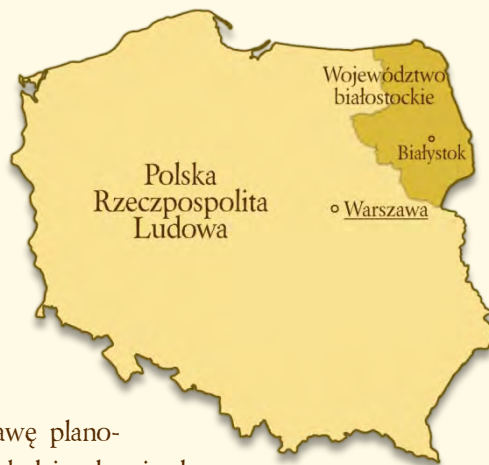 Województwo
białostockie
Białystok
Polska
Rzeczpospolita
Ludowa
Warszawa
awę plano-